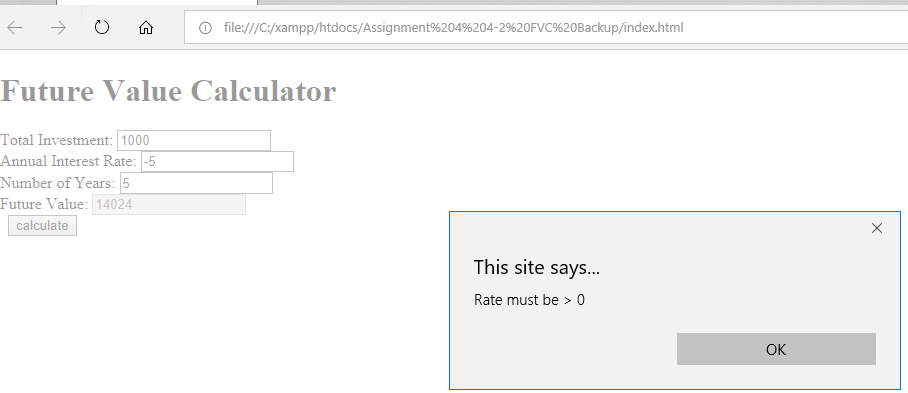 file:///C:/xampp/htdocs/Assignment%204%204-2%20FVC%20Backup/index.html
Future Value Calculator
Total Investment: 1000
Annual Interest Rate: -5
Number of Years: 5
Future Value: 14024
calculate
This site says...
Rate must be > 0
OK